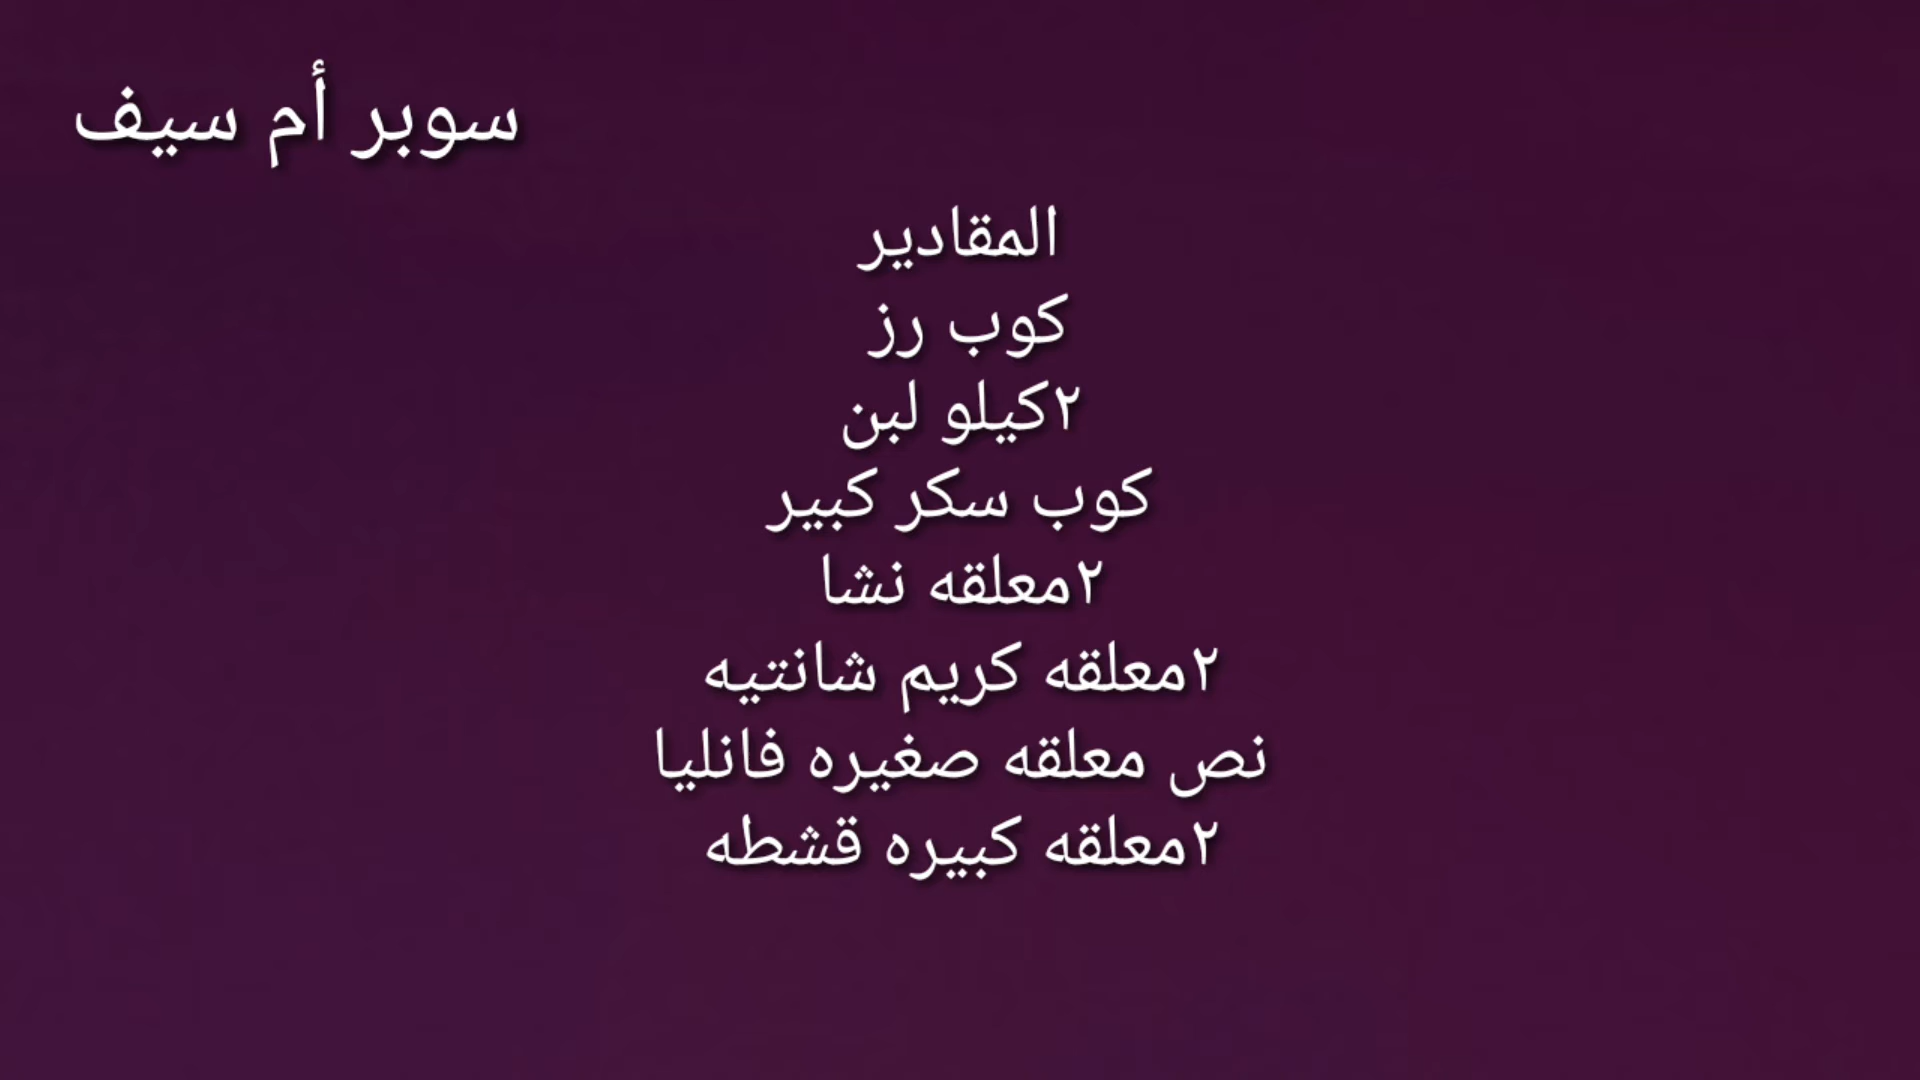 سوبر أم سيف
المقادير
كوب رز
٢كيلو لبن
كوب سكر كبير
٢معلقه نشا
٢معلقه كريم شانتيه
نص معلقه صغيره فانليا
٢معلقه كبيره قشطه